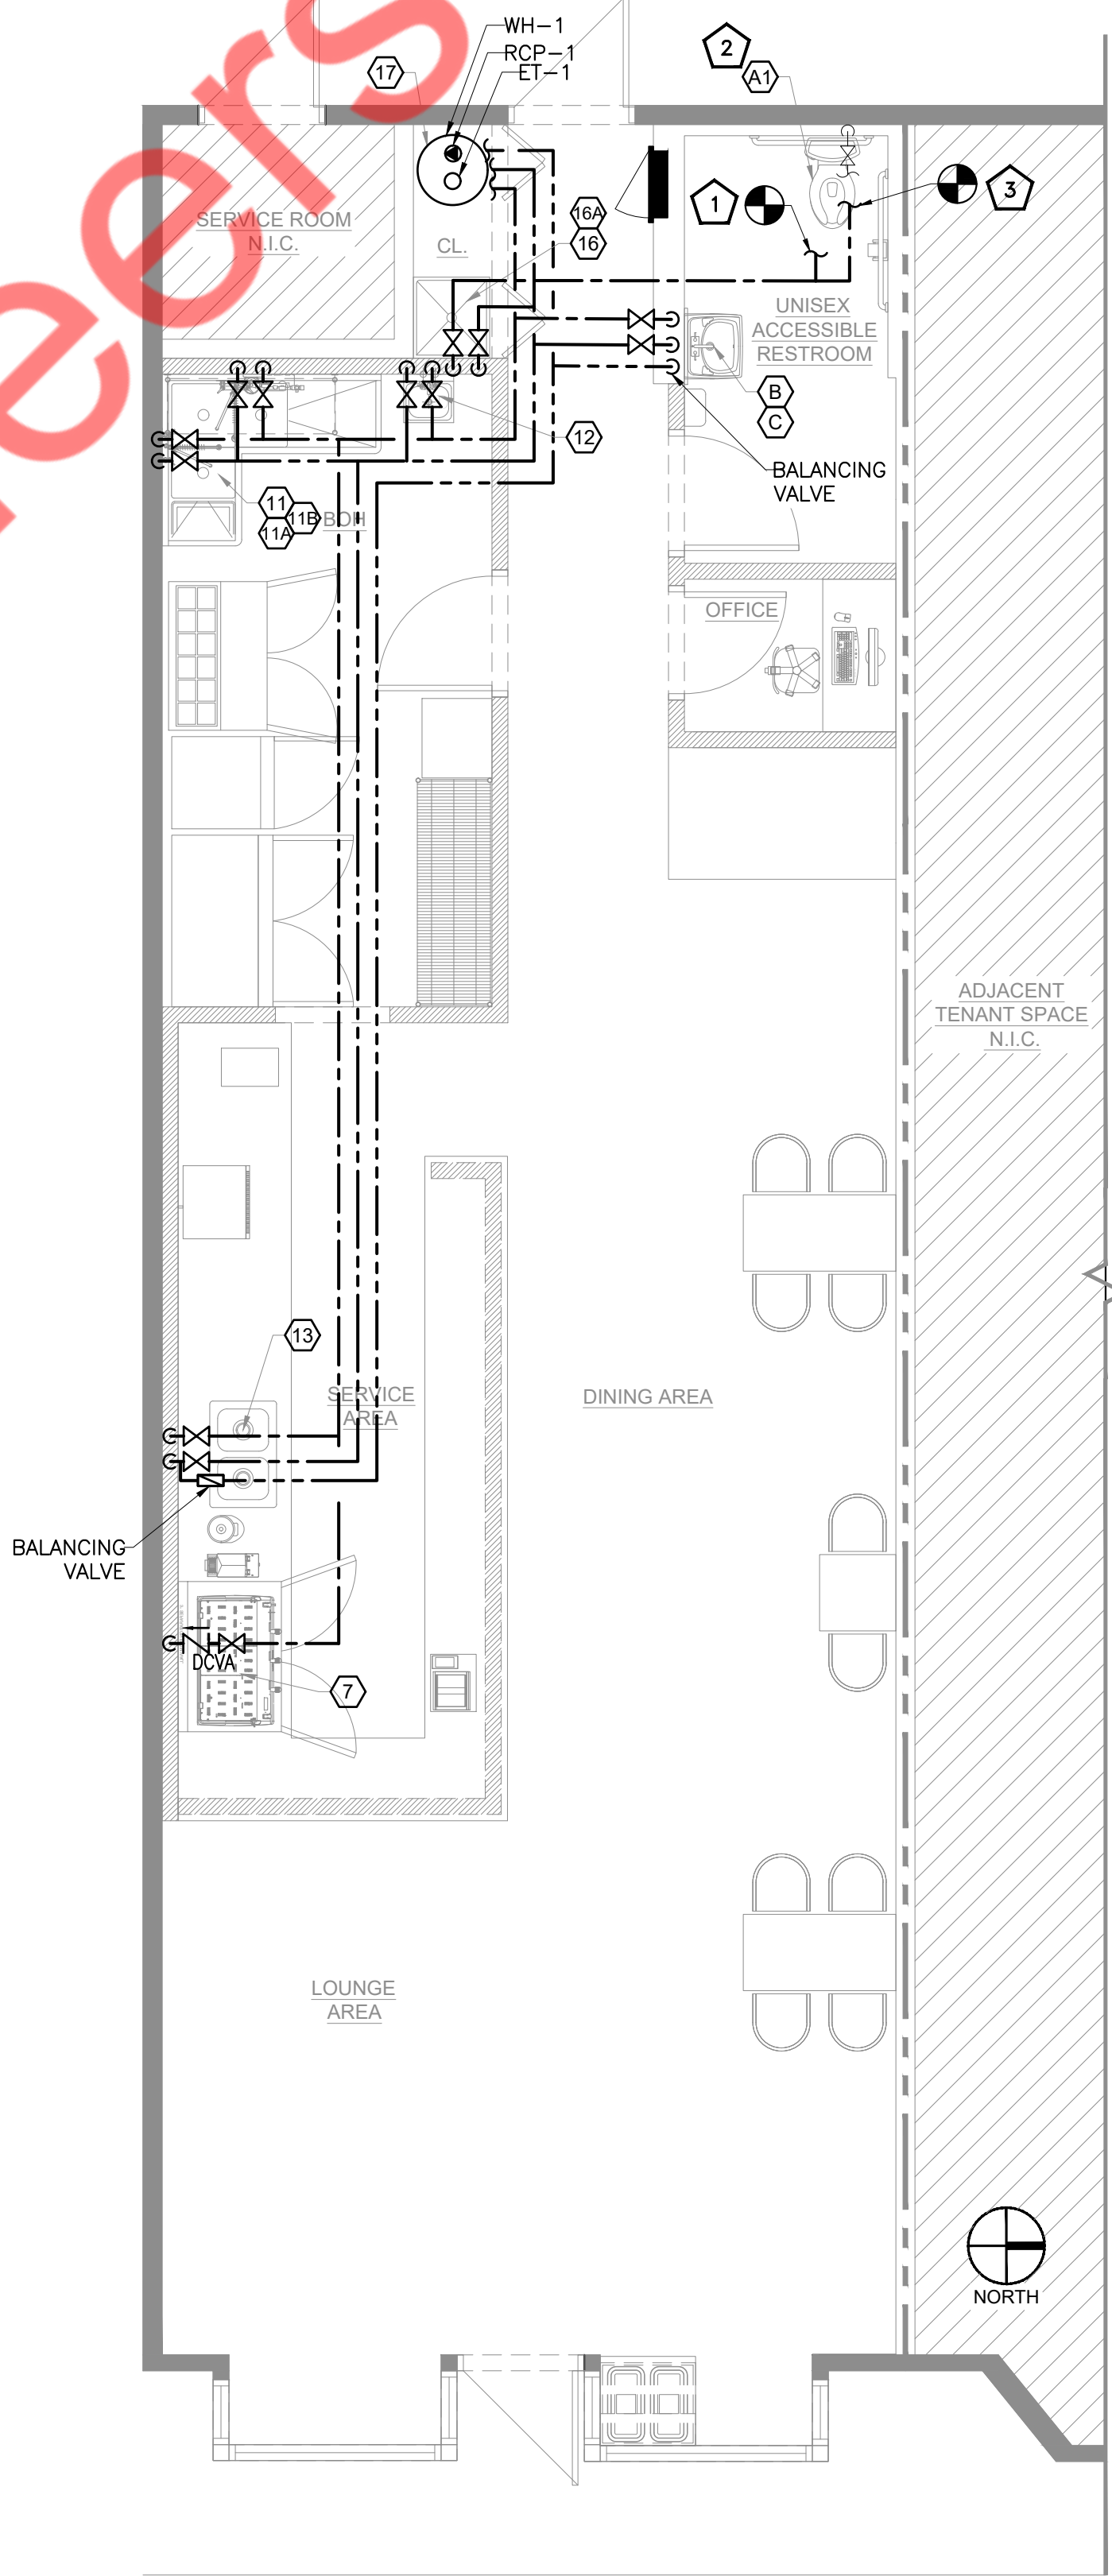 eers
WH-1
RCP-1
ET-1
17
2
A1
SERVICE ROOM
N.I.C.
CL.
16A
16
1
3
UNISEX
ACCESSIBLE
RESTROOM
B
C
12
BALANCING
VALVE
11
11B
11A
BOH
OFFICE
ADJACENT
TENANT SPACE
N.I.C.
13
SERVICE
AREA
DINING AREA
BALANCING
VALVE
DCVA
7
LOUNGE
AREA
NORTH